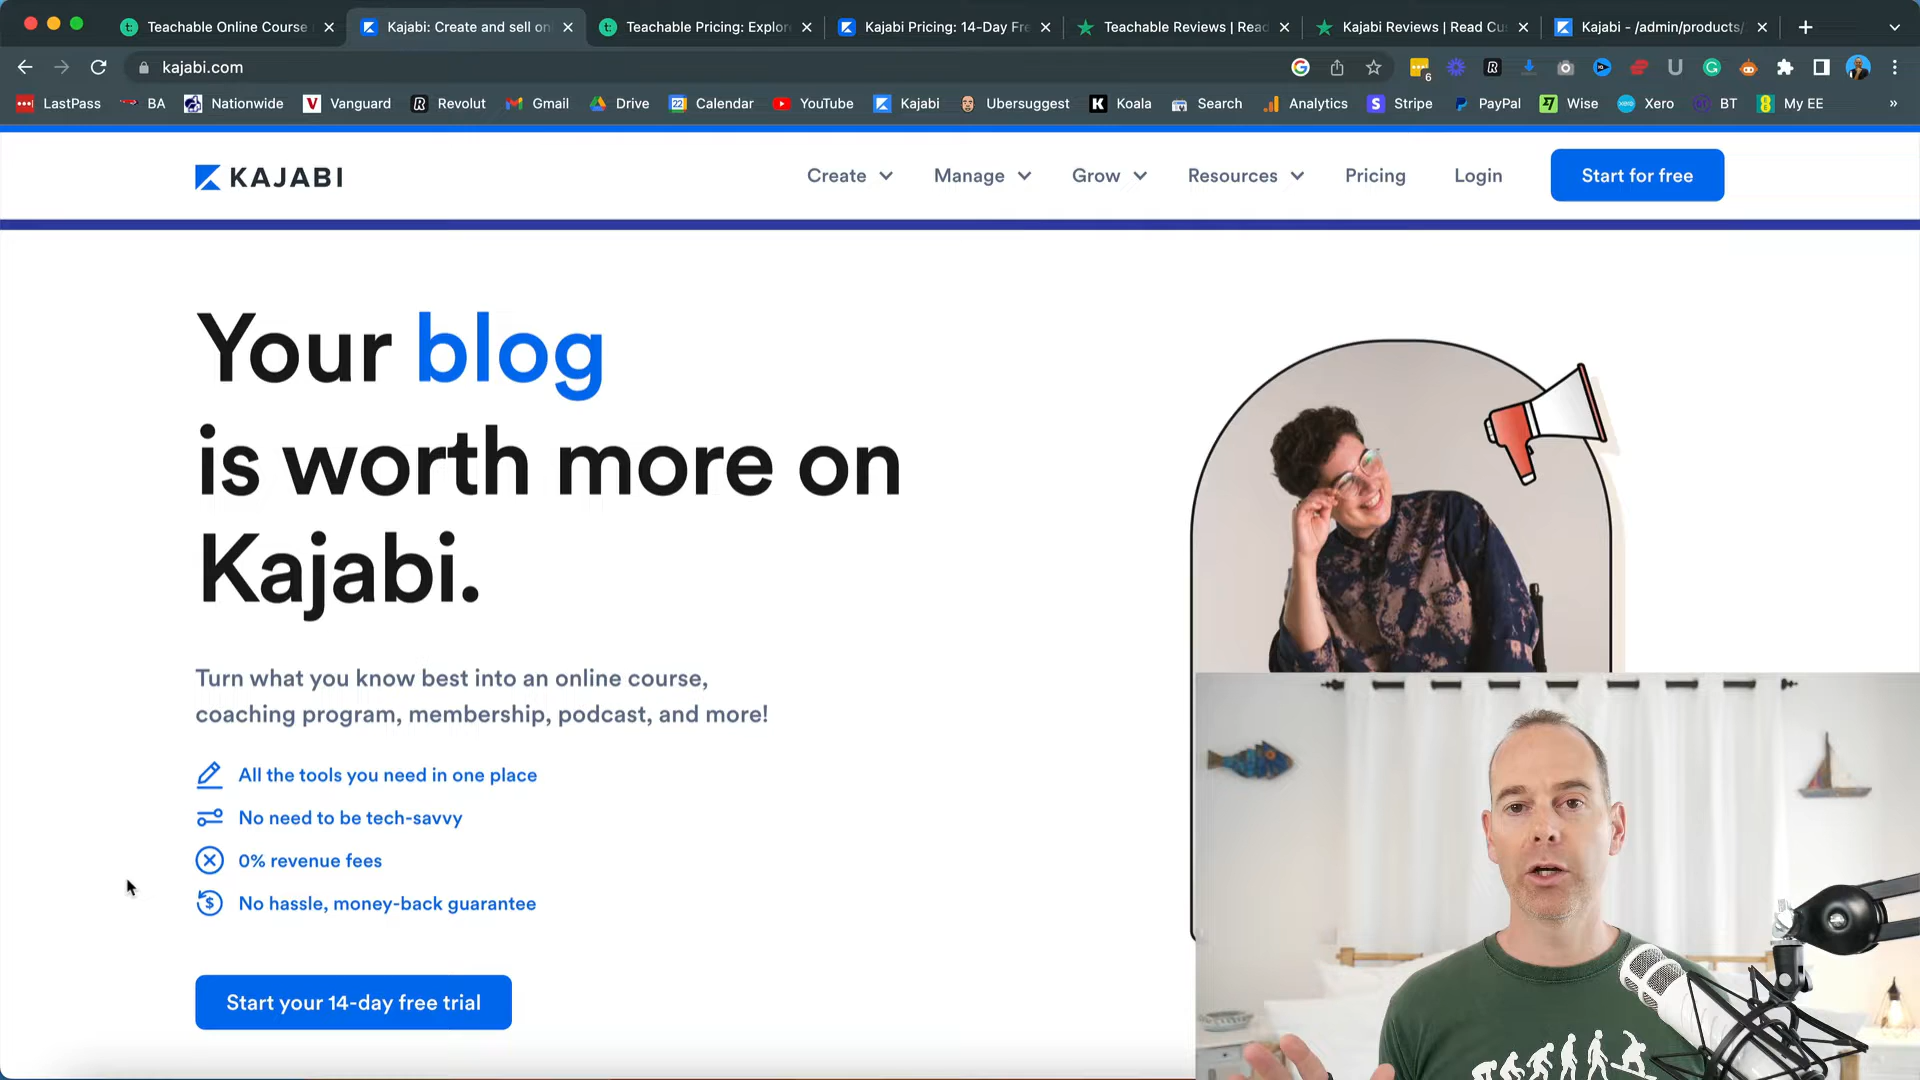 Teachable Online Course
Kajabi: Create and sell on
Teachable Pricing: Explor
Kajabi Pricing: 14-Day Fre
Teachable Reviews | Read
Kajabi Reviews | Read Cu
Kajabi - /admin/products/
kajabi.com
6
LastPass
BA
Nationwide
Vanguard
Revolut
Gmail
Drive
22
Calendar
YouTube
Kajabi
Ubersuggest
Koala
Search
Analytics
Stripe
PayPal
Wise
Xero
BT
My EE
KAJABI
Create
Manage
Grow
Resources
Pricing
Login
Start for free
Your blog
is worth more on
Kajabi.
Turn what you know best into an online course,
coaching program, membership, podcast, and more!
All the tools you need in one place
No need to be tech-savvy
0% revenue fees
No hassle, money-back guarantee
Start your 14-day free trial